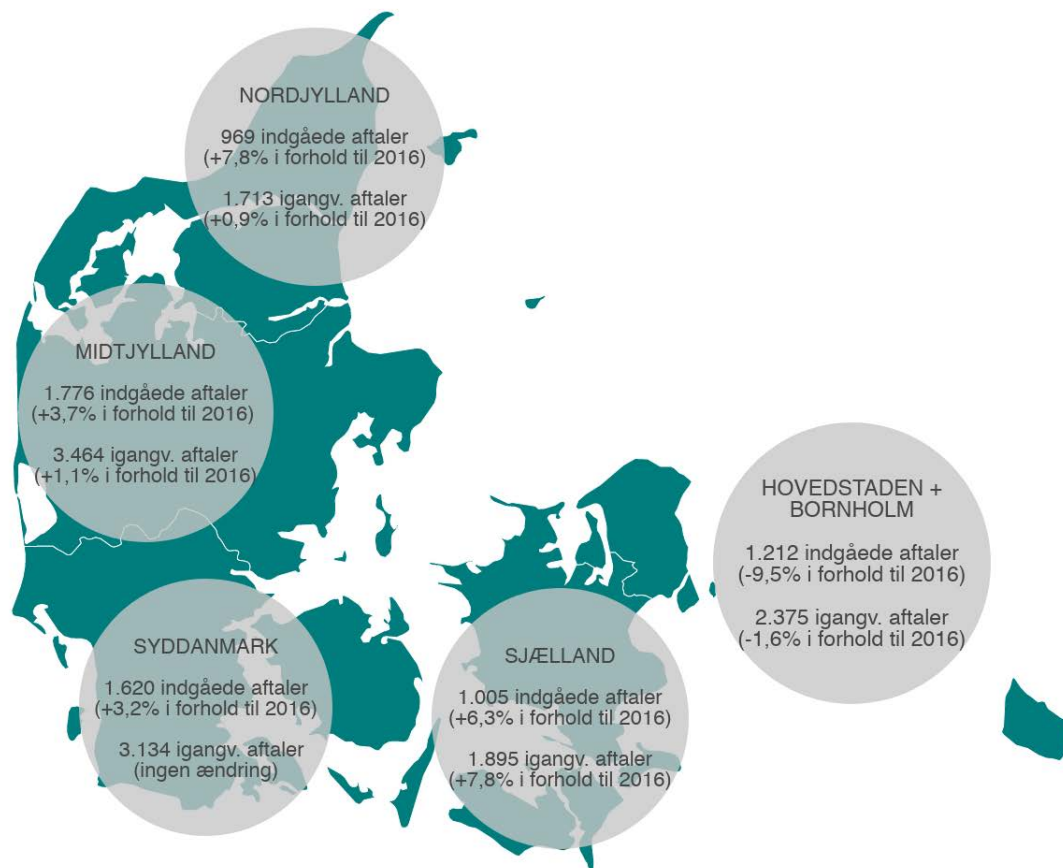 NORDJYLLAND
969 indgåede aftaler
(+7,8% i forhold til 2016)
1.713 igangv. aftaler
(+0,9% i forhold til 2016)
MIDTJYLLAND
1.776 indgåede aftaler
(+3,7% i forhold til 2016)
3.464 igangv. aftaler
(+1,1% i forhold til 2016)
HOVEDSTADEN +
BORNHOLM
1.212 indgåede aftaler
(-9,5% i forhold til 2016)
2.375 igangv. aftaler
(-1,6% i forhold til 2016)
SYDDANMARK
1.620 indgåede aftaler
(+3,2% i forhold til 2016)
3.134 igangv. aftaler
(ingen ændring)
SJÆLLAND
1.005 indgåede aftaler
(+6,3% i forhold til 2016)
1.895 igangv. aftaler
(+7,8% i forhold til 2016)